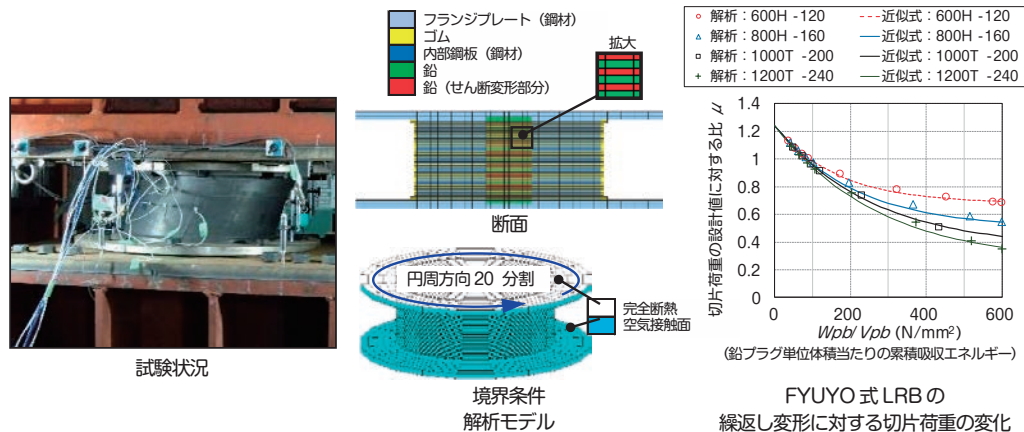 試験状況
フランジプレート（鋼材）
ゴム
内部鋼板（鋼材）
鉛
鉛（せん断変形部分）
拡大
断面
円周方向20 分割
完全断熱
空気接触面
境界条件
解析モデル
解析：600H -120 近似式：600H -120
解析：800H -160 近似式：800H -160
解析：1000T -200 近似式：1000T -200
解析：1200T -240 近似式：1200T -240
切片荷重の設計値に対する比 μ
1.4
1.2
1.0
0.8
0.6
0.4
0.2
0
0 200 400 600
Wpb/Vpb (N/mm²)
（鉛プラグ単位体積当たりの累積吸収エネルギー）
FYUYO 式 LRB の
繰返し変形に対する切片荷重の変化